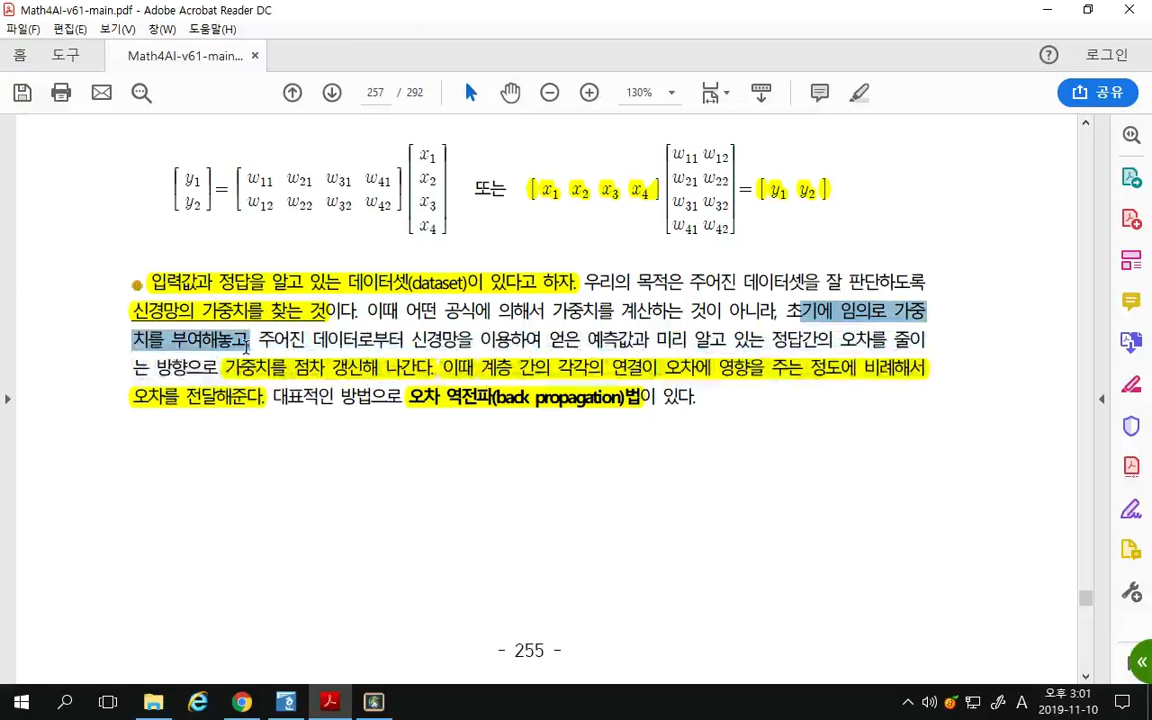 Math4AI-v61-main.pdf - Adobe Acrobat Reader DC
파일(F) 편집(E) 보기(V) 창(W) 도움말(H)
홈 도구 Math4AI-v61-main... × 로그인
257 / 292 130% 공유
[y₁ y₂] = [w₁₁ w₂₁ w₃₁ w₄₁ w₁₂ w₂₂ w₃₂ w₄₂] [x₁ x₂ x₃ x₄] 또는 [x₁ x₂ x₃ x₄] [w₁₁ w₁₂ w₂₁ w₂₂ w₃₁ w₃₂ w₄₁ w₄₂] = [y₁ y₂]
● 입력값과 정답을 알고 있는 데이터셋(dataset)이 있다고 하자. 우리의 목적은 주어진 데이터셋을 잘 판단하도록
신경망의 가중치를 찾는 것이다. 이때 어떤 공식에 의해서 가중치를 계산하는 것이 아니라, 초기에 임의로 가중
치를 부여해놓고, 주어진 데이터로부터 신경망을 이용하여 얻은 예측값과 미리 알고 있는 정답간의 오차를 줄이
는 방향으로 가중치를 점차 갱신해 나간다. 이때 계층 간의 각각의 연결이 오차에 영향을 주는 정도에 비례해서
오차를 전달해준다. 대표적인 방법으로 오차 역전파(back propagation)법이 있다.
- 255 -
A 오후 3:01
2019-11-10